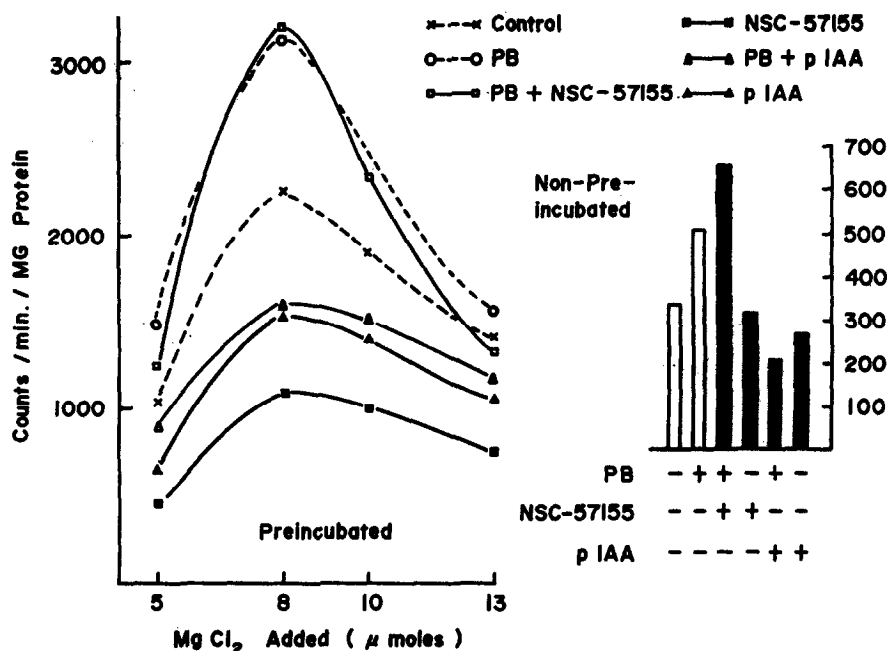 Control
PB
PB + NSC-57155
NSC-57155
PB + p IAA
p IAA
Counts /min. / MG Protein
3000
2000
1000
Preincubated
5 8 10 13
Mg Cl₂ Added ( μ moles )
Non-Pre-
incubated
700
600
500
400
300
200
100
PB - + + - + -
NSC-57155 - - + + - -
p IAA - - - - + +